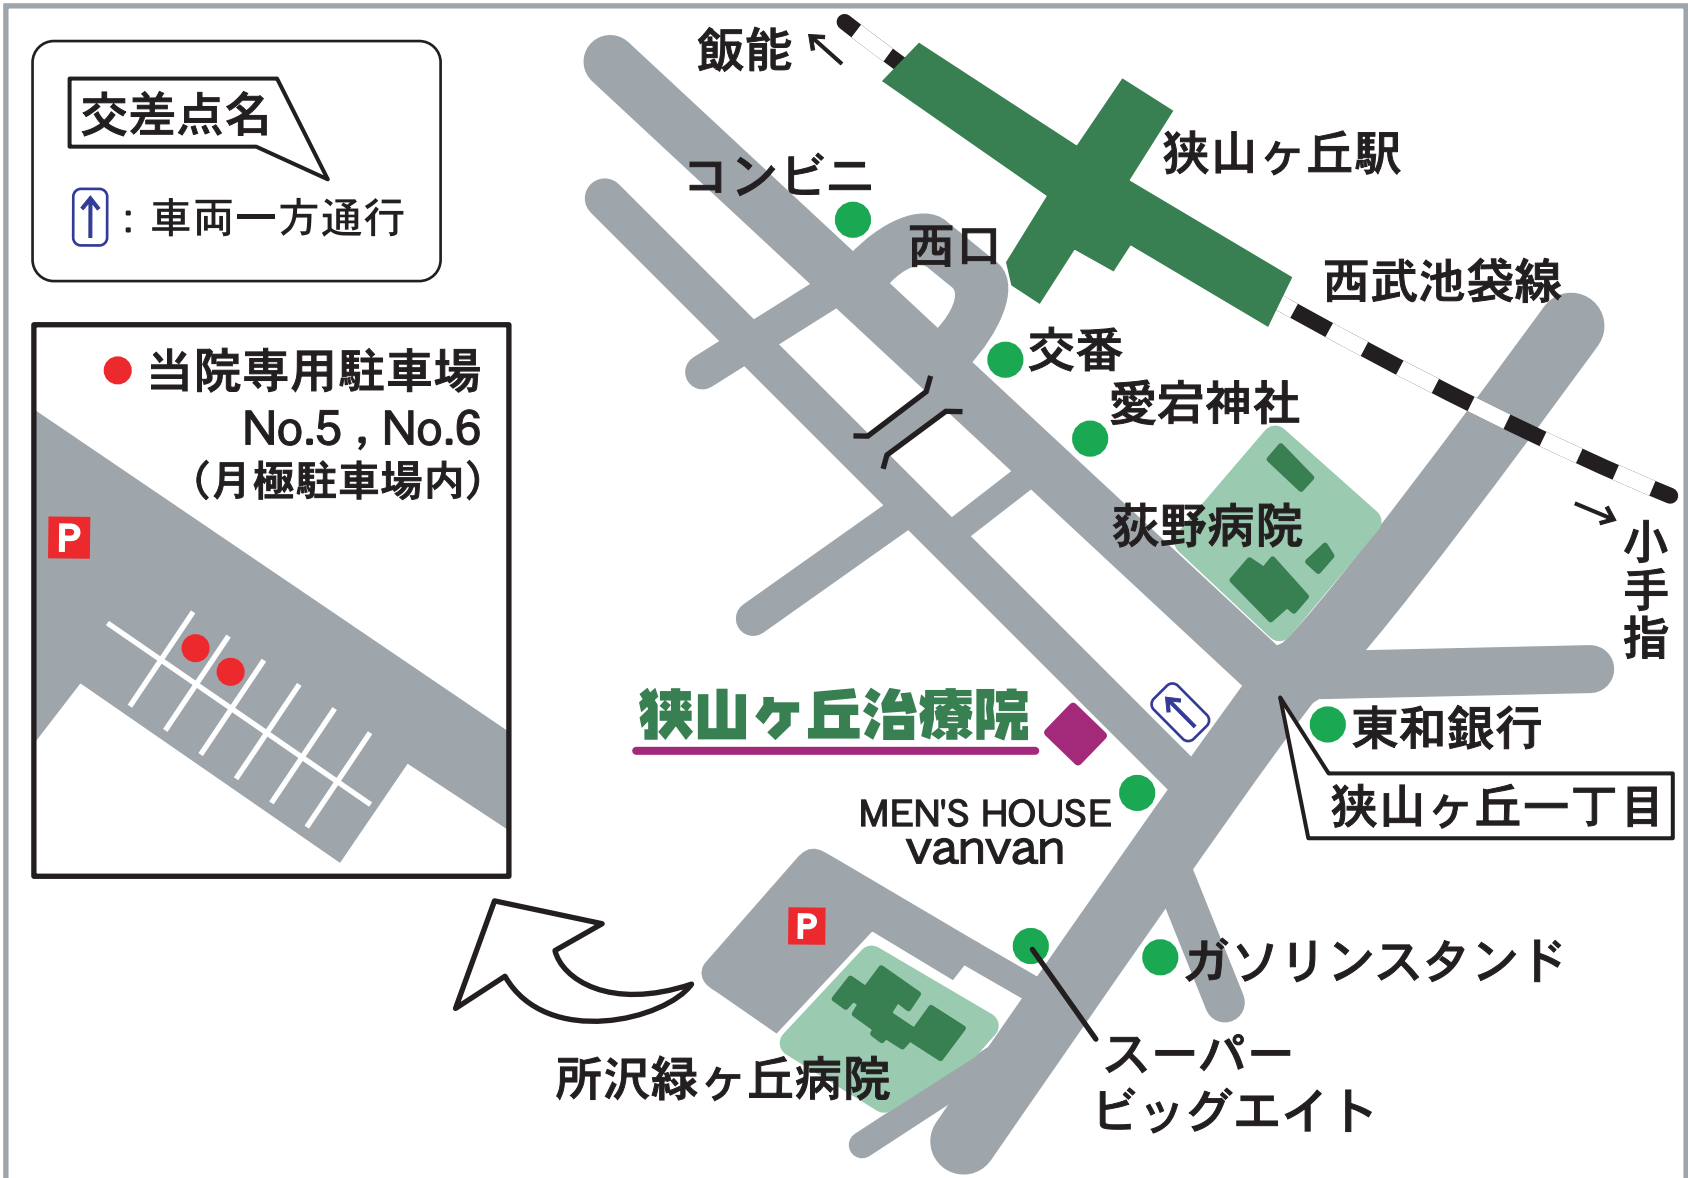 交差点名
↑：車両一方通行
当院専用駐車場
No.5 , No.6
（月極駐車場内）
P
飯能
狭山ヶ丘駅
コンビニ
西口
西武池袋線
交番
愛宕神社
荻野病院
小手指
狭山ヶ丘治療院
東和銀行
狭山ヶ丘一丁目
MEN'S HOUSE
vanvan
P
ガソリンスタンド
スーパー
ビッグエイト
所沢緑ヶ丘病院